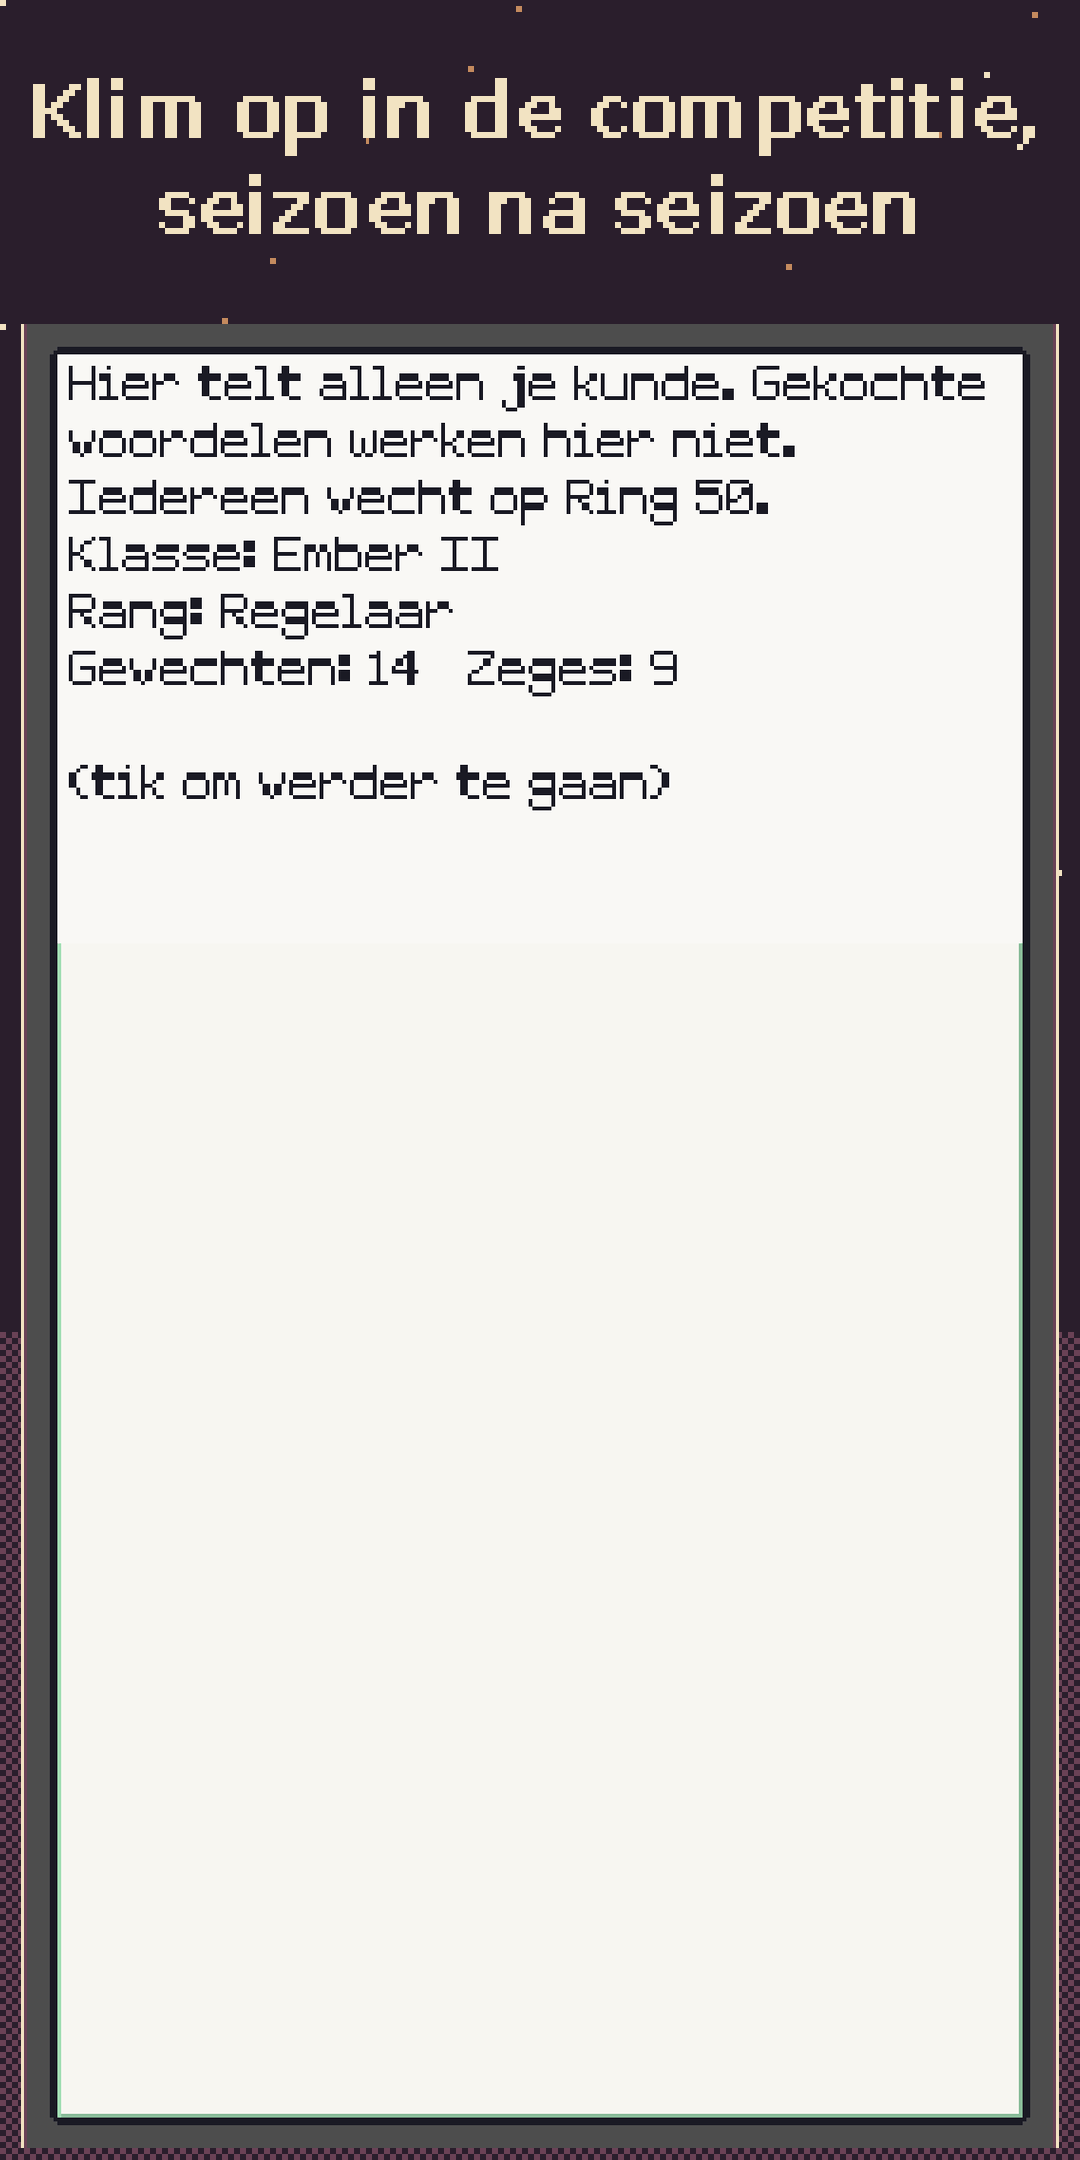 Klim op in de competitie,
seizoen na seizoen
Hier telt alleen je kunde. Gekochte
voordelen werken hier niet.
Iedereen vecht op Ring 50.
Klasse: Ember II
Rang: Regelaar
Gevechten: 14 Zeges: 9
(tik om verder te gaan)